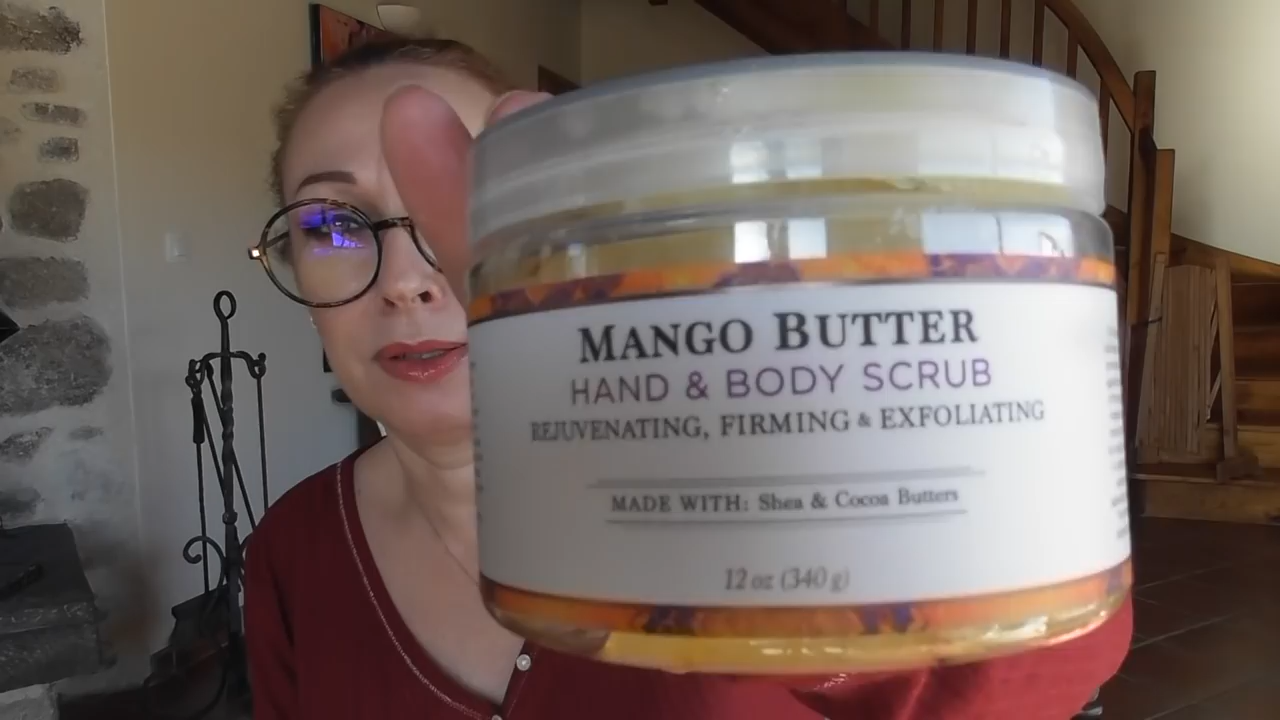 MANGO BUTTER
HAND & BODY SCRUB
REJUVENATING, FIRMING & EXFOLIATING
MADE WITH: Shea & Cocoa Butters
12 oz (340 g)